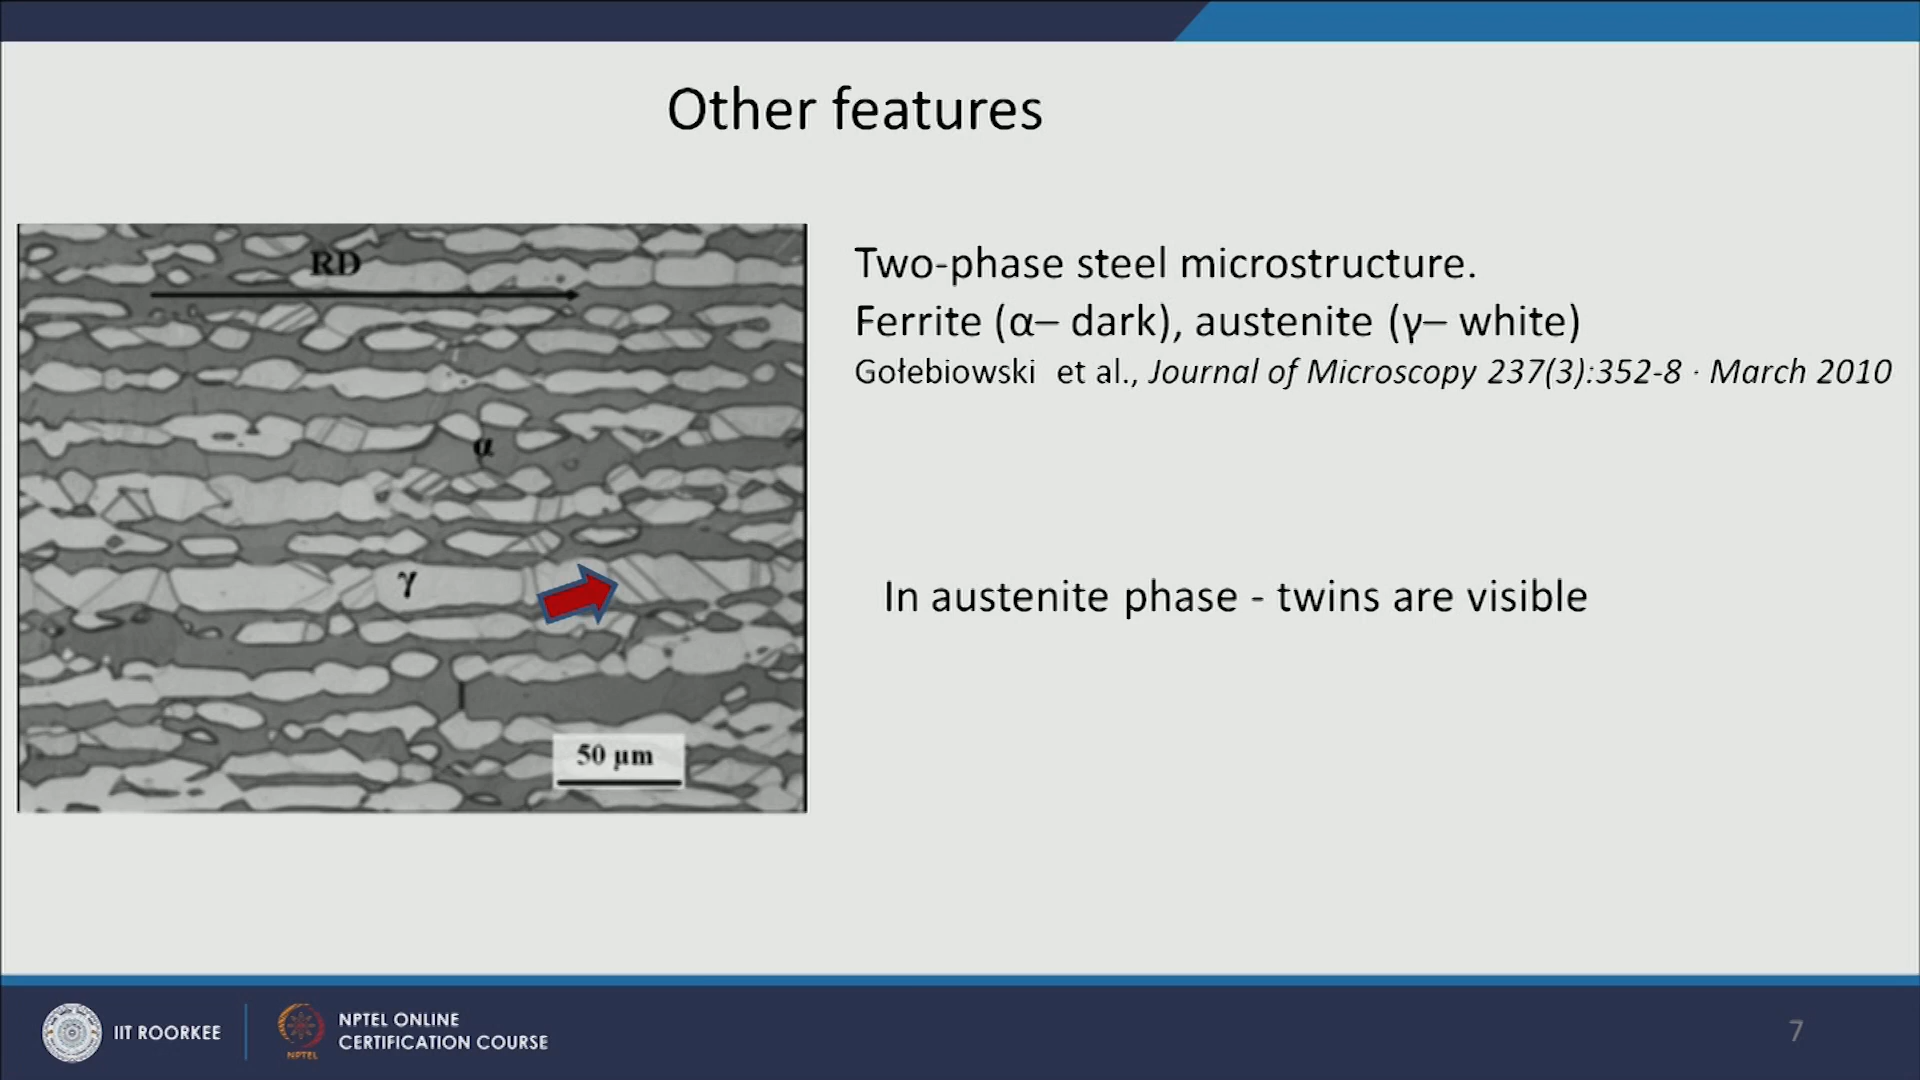 Other features
RD
α
γ
50 µm
Two-phase steel microstructure.
Ferrite (α– dark), austenite (γ– white)
Gołebiowski et al., Journal of Microscopy 237(3):352-8 · March 2010
In austenite phase - twins are visible
IIT ROORKEE
NPTEL
NPTEL ONLINE
CERTIFICATION COURSE
7